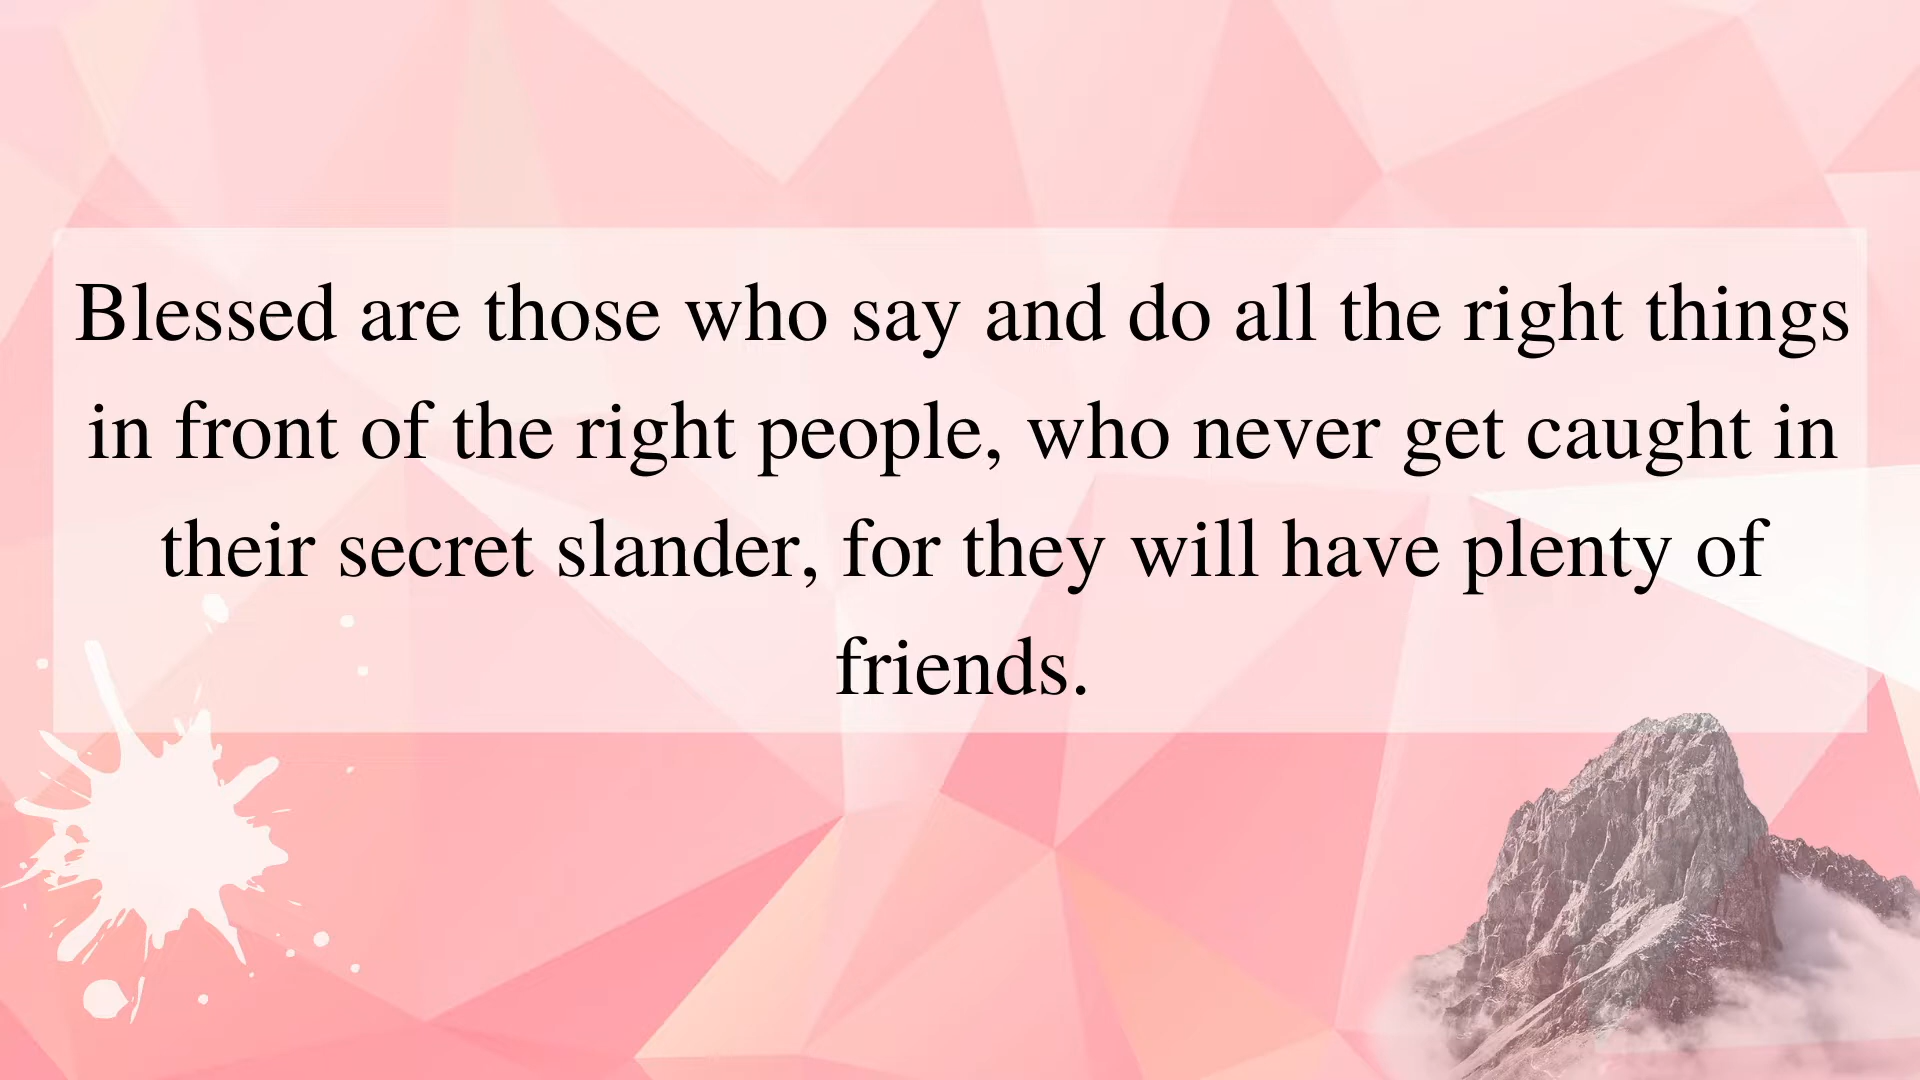 Blessed are those who say and do all the right things
in front of the right people, who never get caught in
their secret slander, for they will have plenty of
friends.